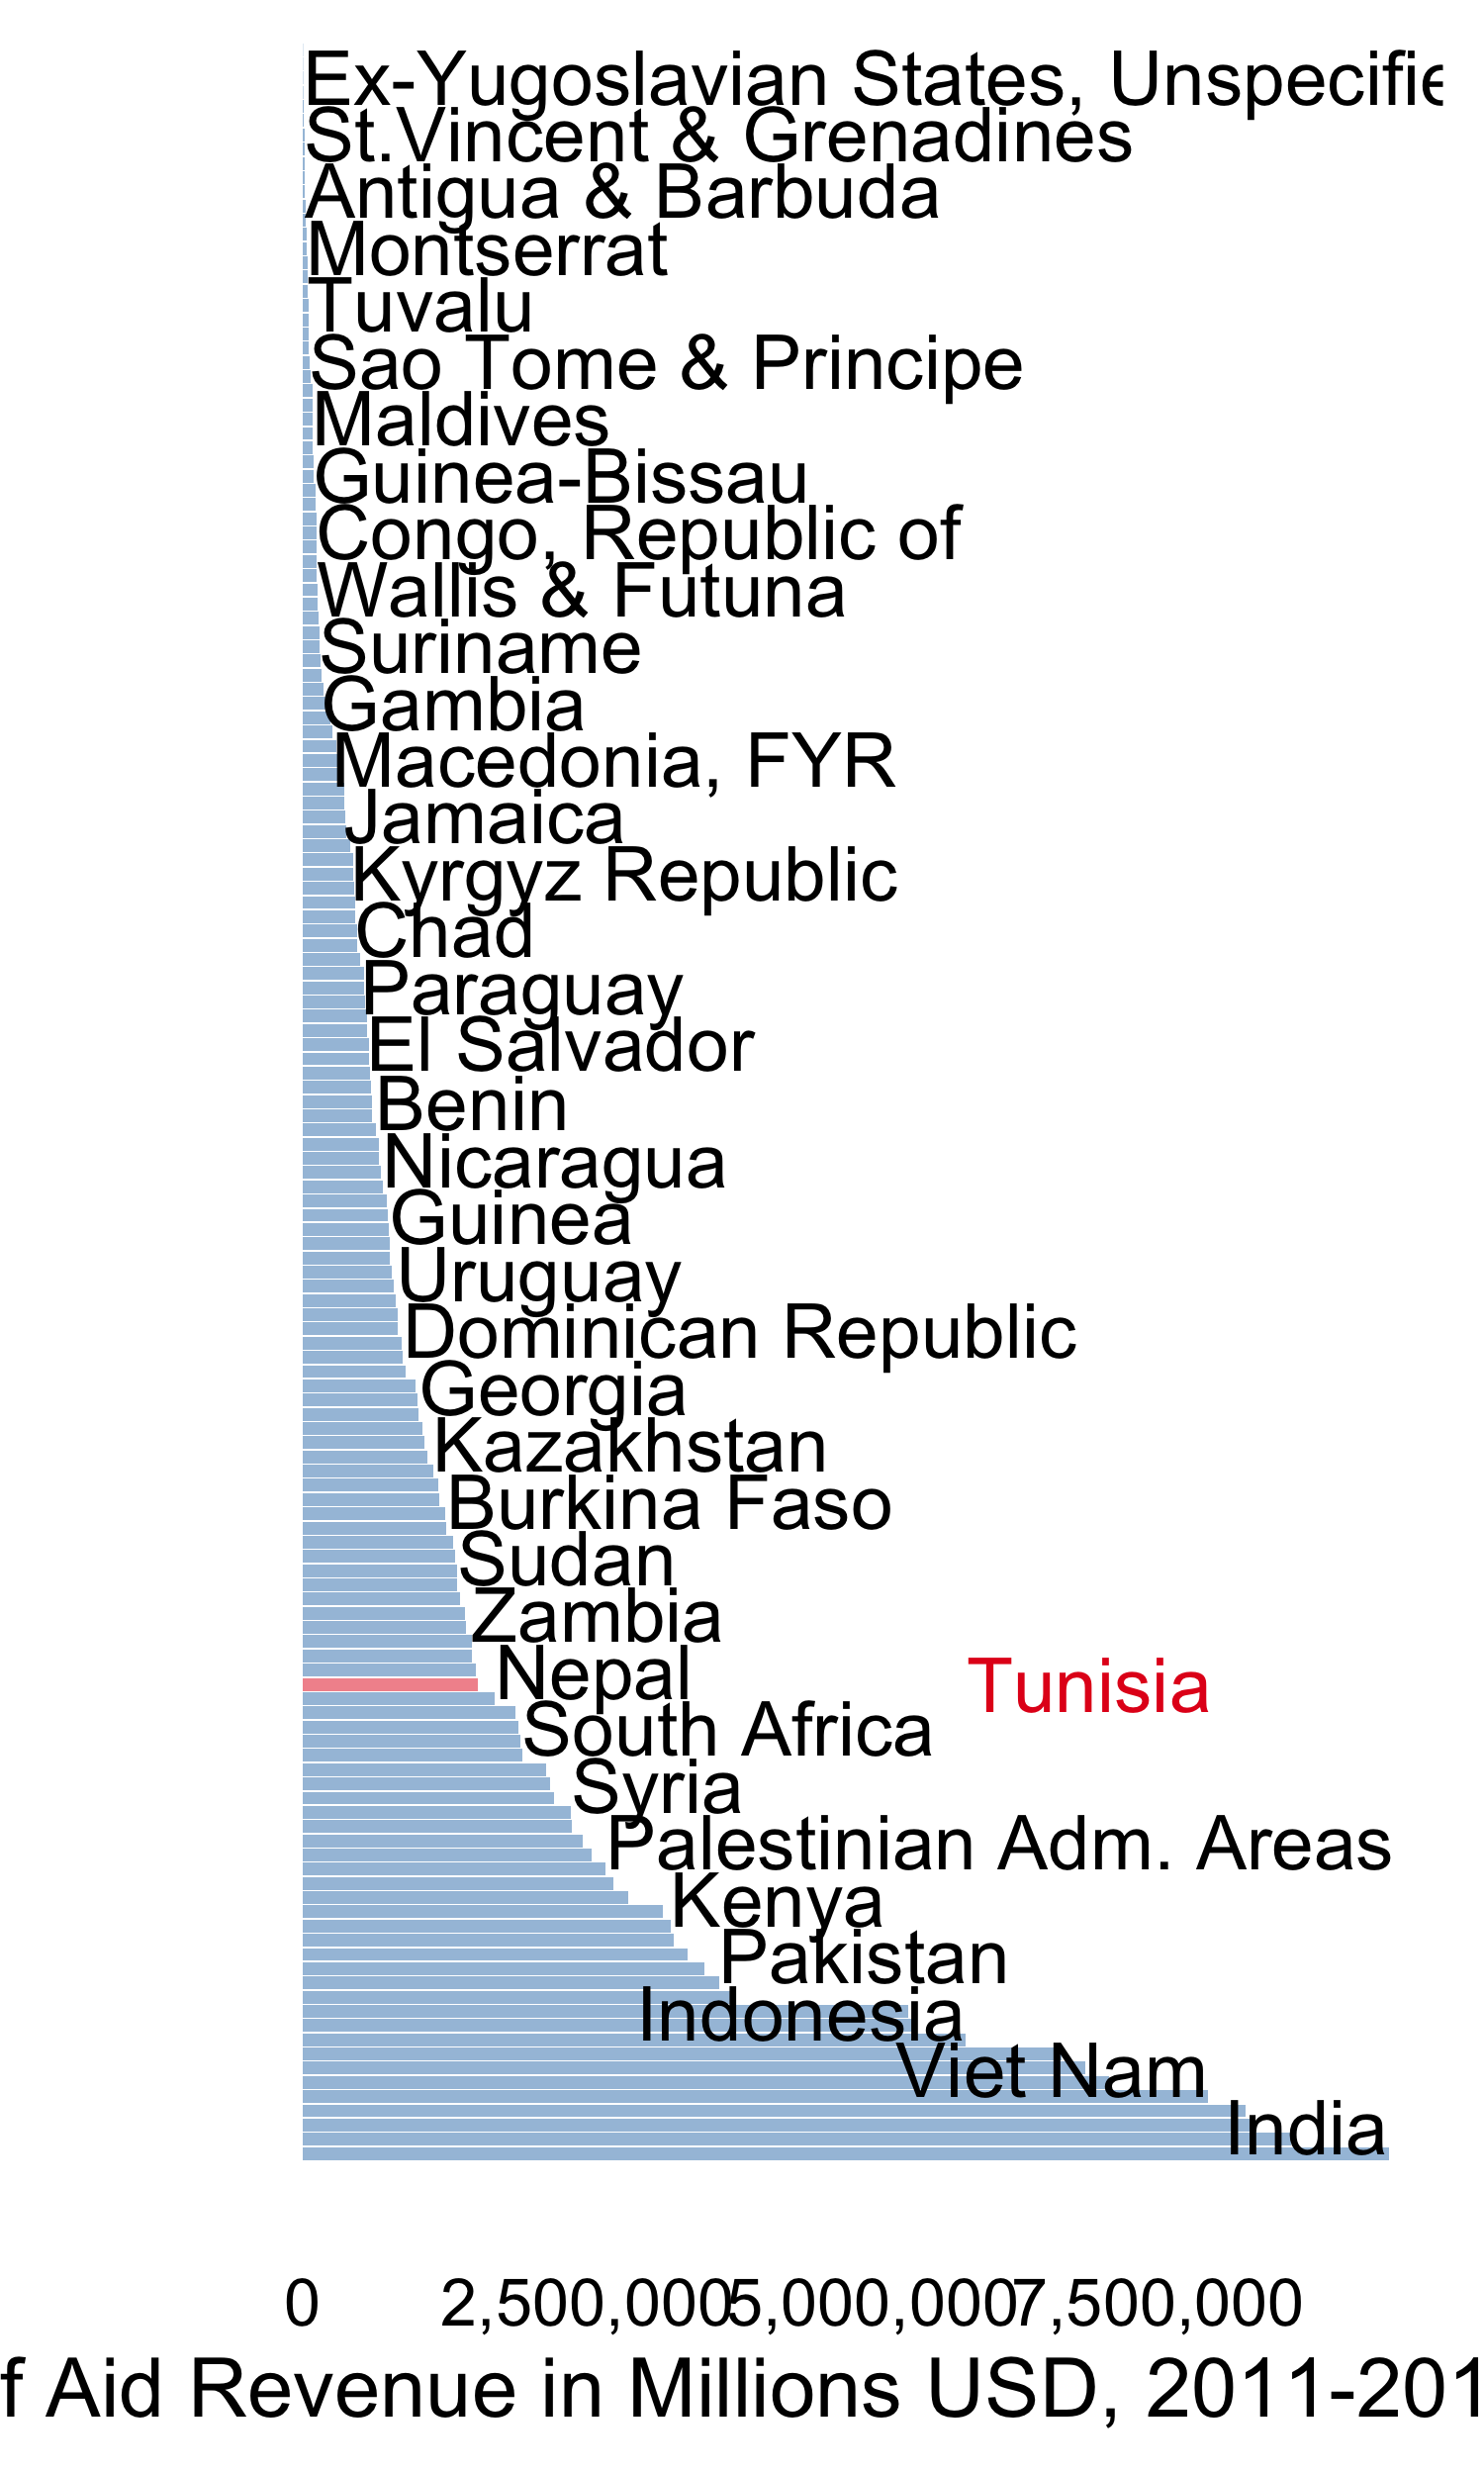 Ex-Yugoslavian States, Unspecifie
St.Vincent & Grenadines
Antigua & Barbuda
Montserrat
Tuvalu
Sao Tome & Principe
Maldives
Guinea-Bissau
Congo, Republic of
Wallis & Futuna
Suriname
Gambia
Macedonia, FYR
Jamaica
Kyrgyz Republic
Chad
Paraguay
El Salvador
Benin
Nicaragua
Guinea
Uruguay
Dominican Republic
Georgia
Kazakhstan
Burkina Faso
Sudan
Zambia
Nepal
Tunisia
South Africa
Syria
Palestinian Adm. Areas
Kenya
Pakistan
Indonesia
Viet Nam
India
0 2,500,000 5,000,000 7,500,000
f Aid Revenue in Millions USD, 2011-201